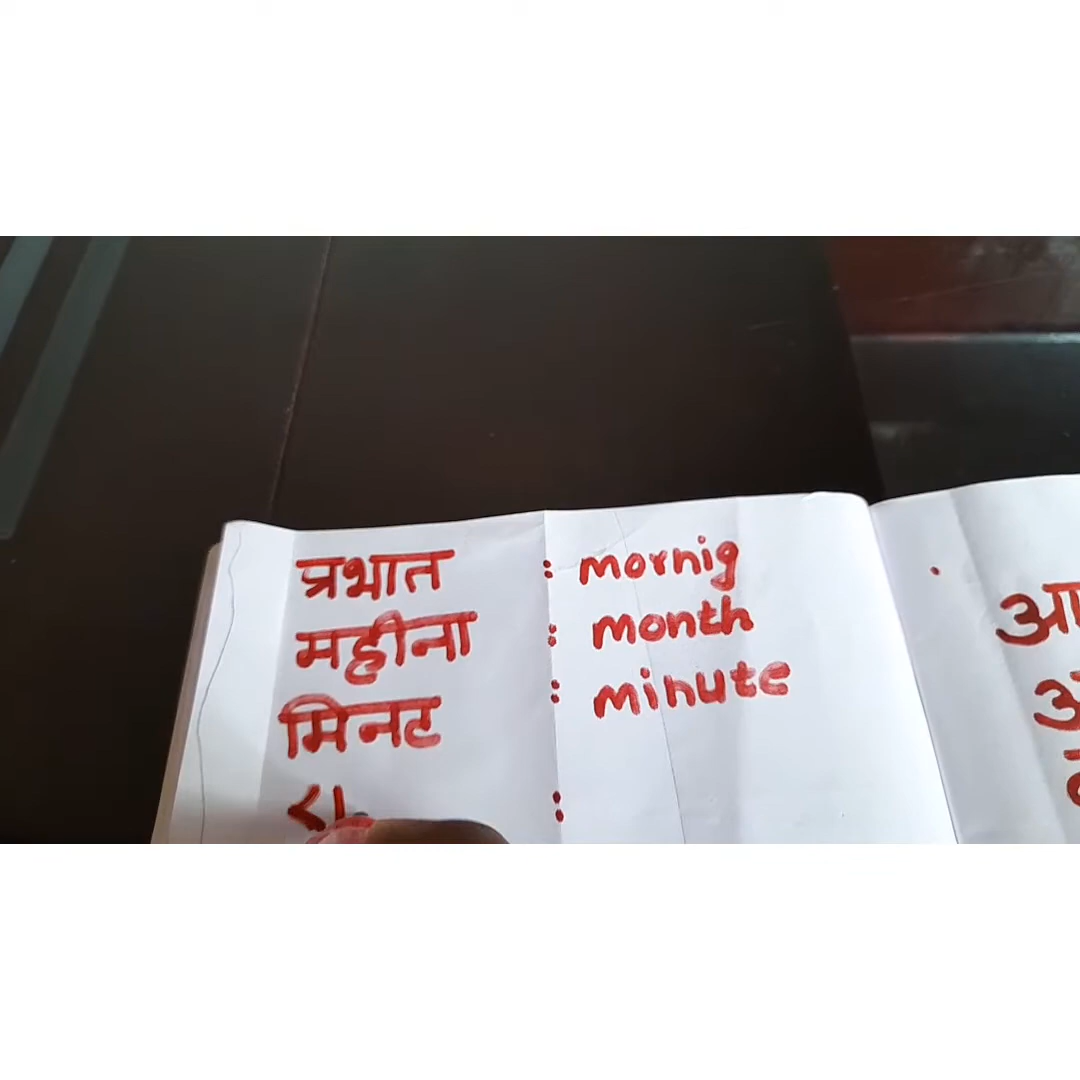 प्रभात : mornig
महीना : month
मिनट : minute
:
आ